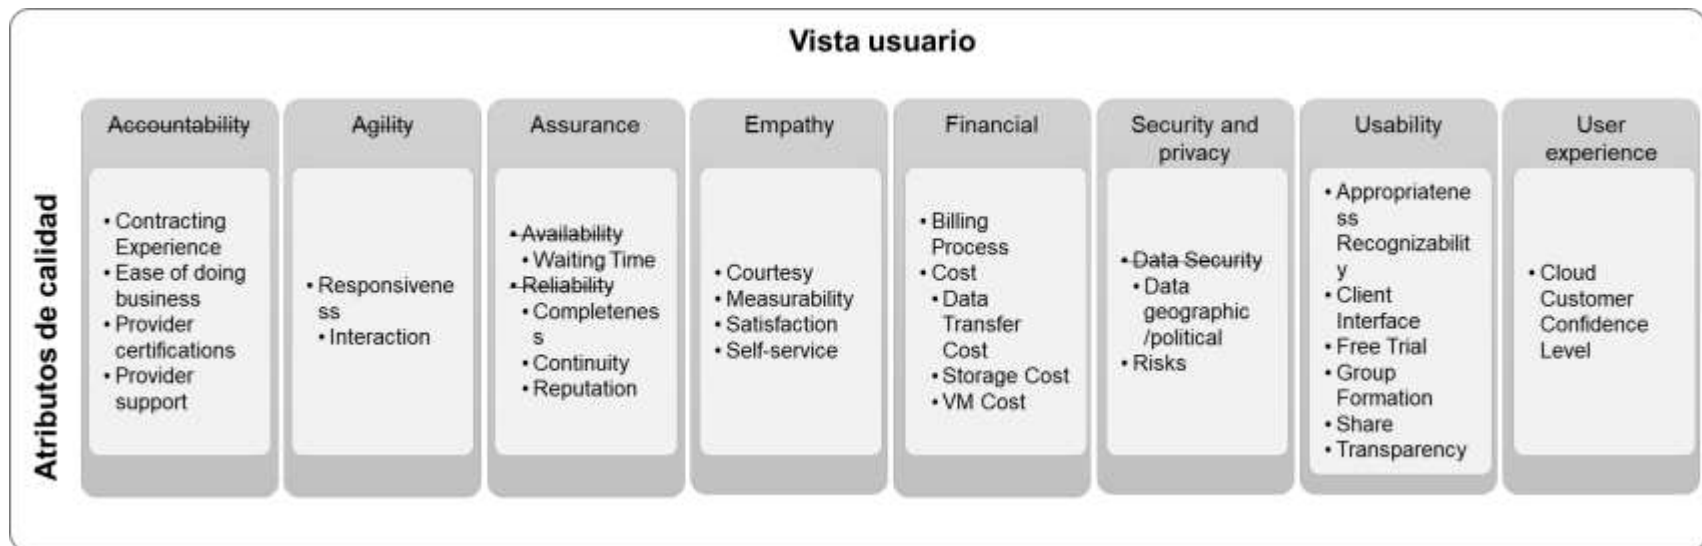 Vista usuario
Atributos de calidad
Accountability
• Contracting
Experience
• Ease of doing
business
• Provider
certifications
• Provider
support
Agility
• Responsivene
ss
• Interaction
Assurance
• Availability
• Waiting Time
• Reliability
• Completenes
s
• Continuity
• Reputation
Empathy
• Courtesy
• Measurability
• Satisfaction
• Self-service
Financial
• Billing
Process
• Cost
• Data
Transfer
Cost
• Storage Cost
• VM Cost
Security and
privacy
• Data Security
• Data
geographic
/political
• Risks
Usability
• Appropriatene
ss
Recognizabilit
y
• Client
Interface
• Free Trial
• Group
Formation
• Share
• Transparency
User
experience
• Cloud
Customer
Confidence
Level